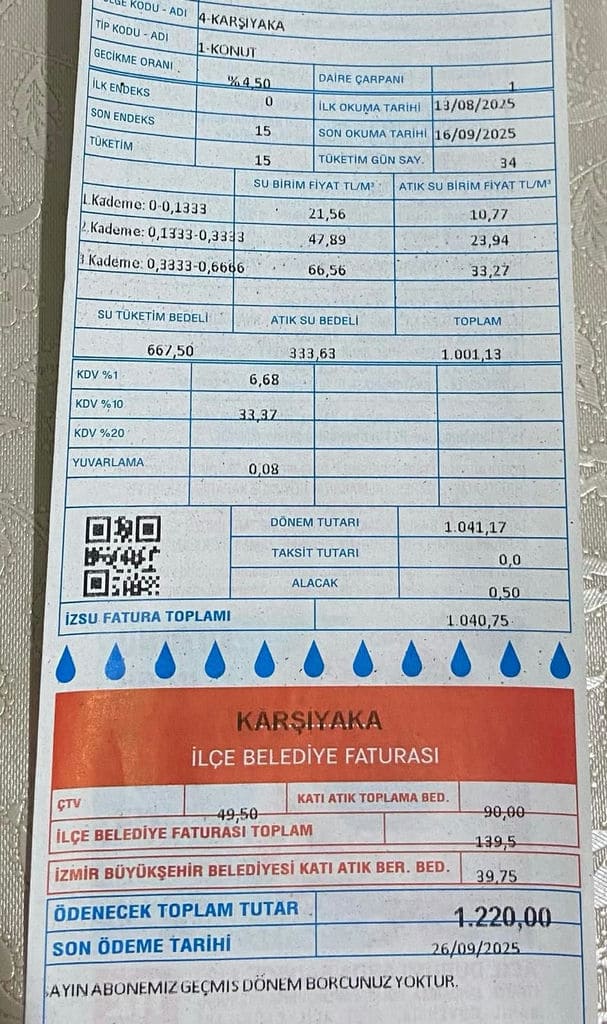 KODU - ADI 4-KARŞIYAKA
TİP KODU - ADI 1-KONUT
GECİKME ORANI %4,50 DAİRE ÇARPANI 1
İLK ENDEKS 0 İLK OKUMA TARİHİ 13/08/2025
SON ENDEKS 15 SON OKUMA TARİHİ 16/09/2025
TÜKETİM 15 TÜKETİM GÜN SAY. 34
SU BİRİM FİYAT TL/M³ ATIK SU BİRİM FİYAT TL/M³
1.Kademe: 0-0,1333 21,56 10,77
2.Kademe: 0,1333-0,3333 47,89 23,94
3.Kademe: 0,3333-0,6666 66,56 33,27
SU TÜKETİM BEDELİ ATIK SU BEDELİ TOPLAM
667,50 333,63 1.001,13
KDV %1 6,68
KDV %10 33,37
KDV %20
YUVARLAMA 0,08
DÖNEM TUTARI 1.041,17
TAKSİT TUTARI 0,0
ALACAK 0,50
İZSU FATURA TOPLAMI 1.040,75
KARŞIYAKA
İLÇE BELEDİYE FATURASI
ÇTV 49,50 KATI ATIK TOPLAMA BED. 90,00
İLÇE BELEDİYE FATURASI TOPLAM 139,5
İZMİR BÜYÜKŞEHİR BELEDİYESİ KATI ATIK BER. BED. 39,75
ÖDENECEK TOPLAM TUTAR 1.220,00
SON ÖDEME TARİHİ 26/09/2025
SAYIN ABONEMIZ GEÇMIS DÖNEM BORCUNUZ YOKTUR.